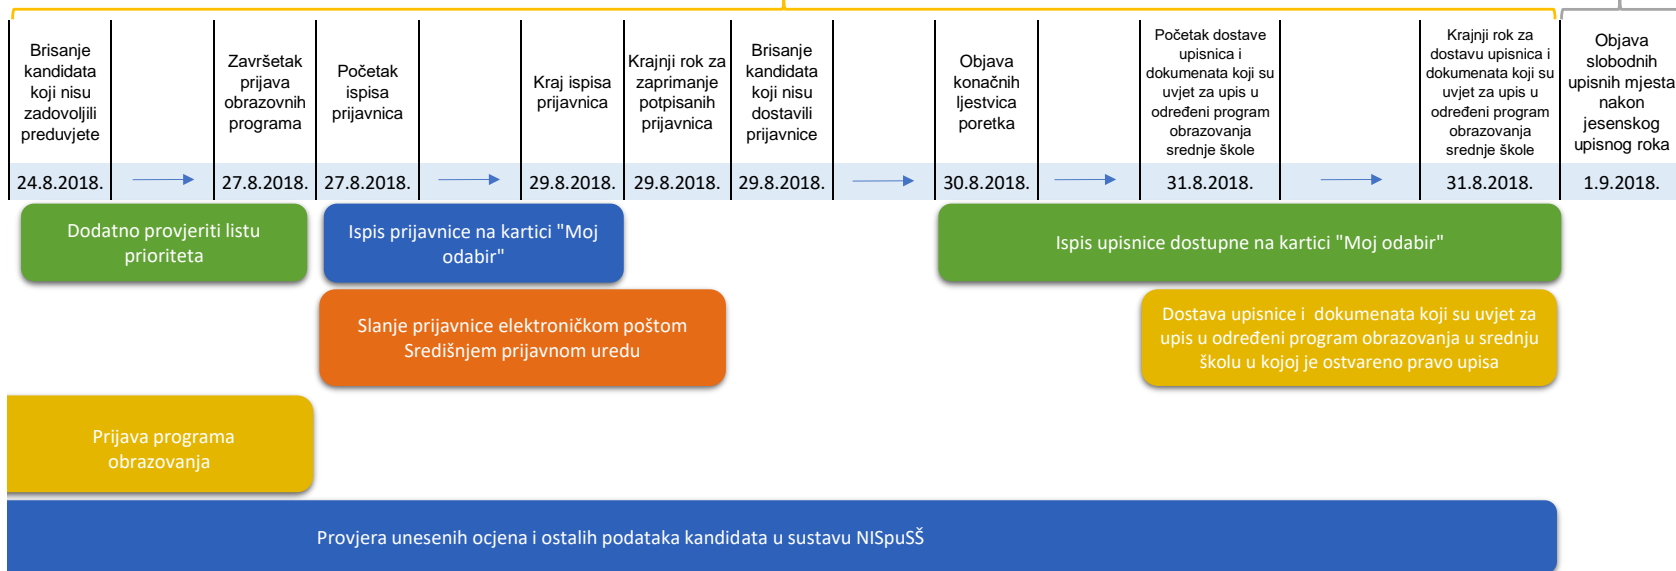 Brisanje
kandidata
koji nisu
zadovoljili
preduvjete
Završetak
prijava
obrazovnih
programa
Početak
ispisa
prijavnica
Kraj ispisa
prijavnica
Krajnji rok za
zaprimanje
potpisanih
prijavnica
Brisanje
kandidata
koji nisu
dostavili
prijavnice
Objava
konačnih
ljestvica
poretka
Početak dostave
upisnica i
dokumenata koji su
uvjet za upis u
određeni program
obrazovanja
srednje škole
Krajnji rok za
dostavu upisnica i
dokumenata koji su
uvjet za upis u
određeni program
obrazovanja
srednje škole
Objava
slobodnih
upisnih mjesta
nakon
jesenskog
upisnog roka
24.8.2018.
27.8.2018.
27.8.2018.
29.8.2018.
29.8.2018.
29.8.2018.
30.8.2018.
31.8.2018.
31.8.2018.
1.9.2018.
Dodatno provjeriti listu
prioriteta
Ispis prijavnice na kartici "Moj
odabir"
Ispis upisnice dostupne na kartici "Moj odabir"
Slanje prijavnice elektroničkom poštom
Središnjem prijavnom uredu
Dostava upisnice i  dokumenata koji su uvjet za
upis u određeni program obrazovanja u srednju
školu u kojoj je ostvareno pravo upisa
Prijava programa
obrazovanja
Provjera unesenih ocjena i ostalih podataka kandidata u sustavu NISpuSŠ